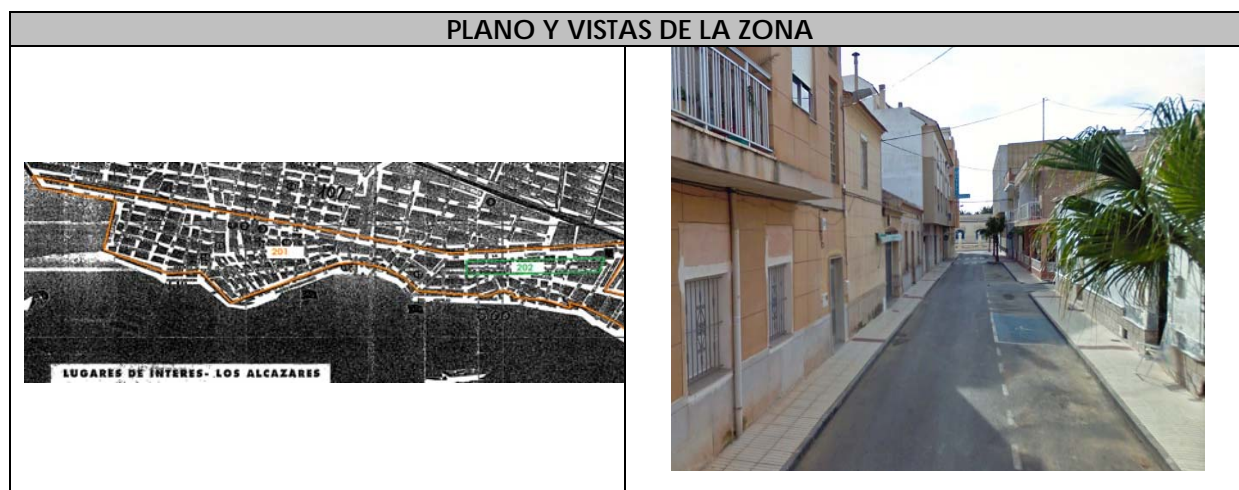 PLANO Y VISTAS DE LA ZONA
107
201
202
LUGARES DE INTERES- LOS ALCAZARES